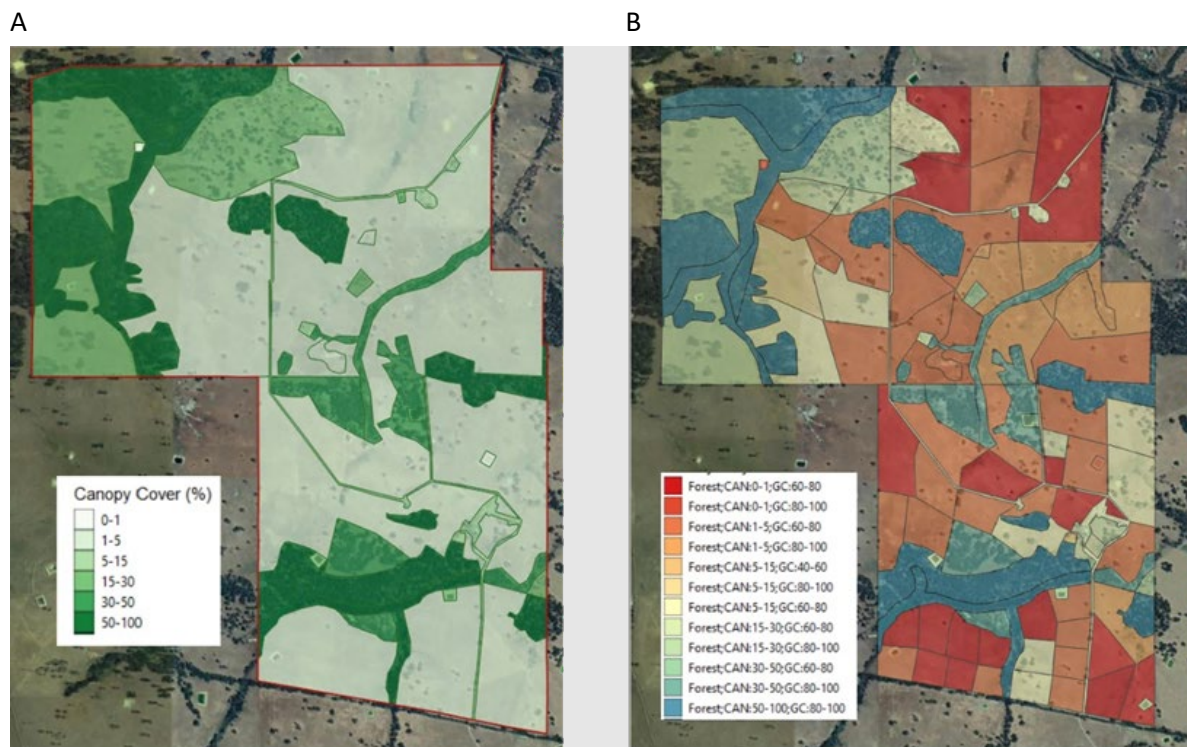 A
B
Canopy Cover (%)
0-1
1-5
5-15
15-30
30-50
50-100
Forest;CAN:0-1;GC:60-80
Forest;CAN:0-1;GC:80-100
Forest;CAN:1-5;GC:60-80
Forest;CAN:1-5;GC:80-100
Forest;CAN:5-15;GC:40-60
Forest;CAN:5-15;GC:80-100
Forest;CAN:5-15;GC:60-80
Forest;CAN:15-30;GC:60-80
Forest;CAN:15-30;GC:80-100
Forest;CAN:30-50;GC:60-80
Forest;CAN:30-50;GC:80-100
Forest;CAN:50-100;GC:80-100